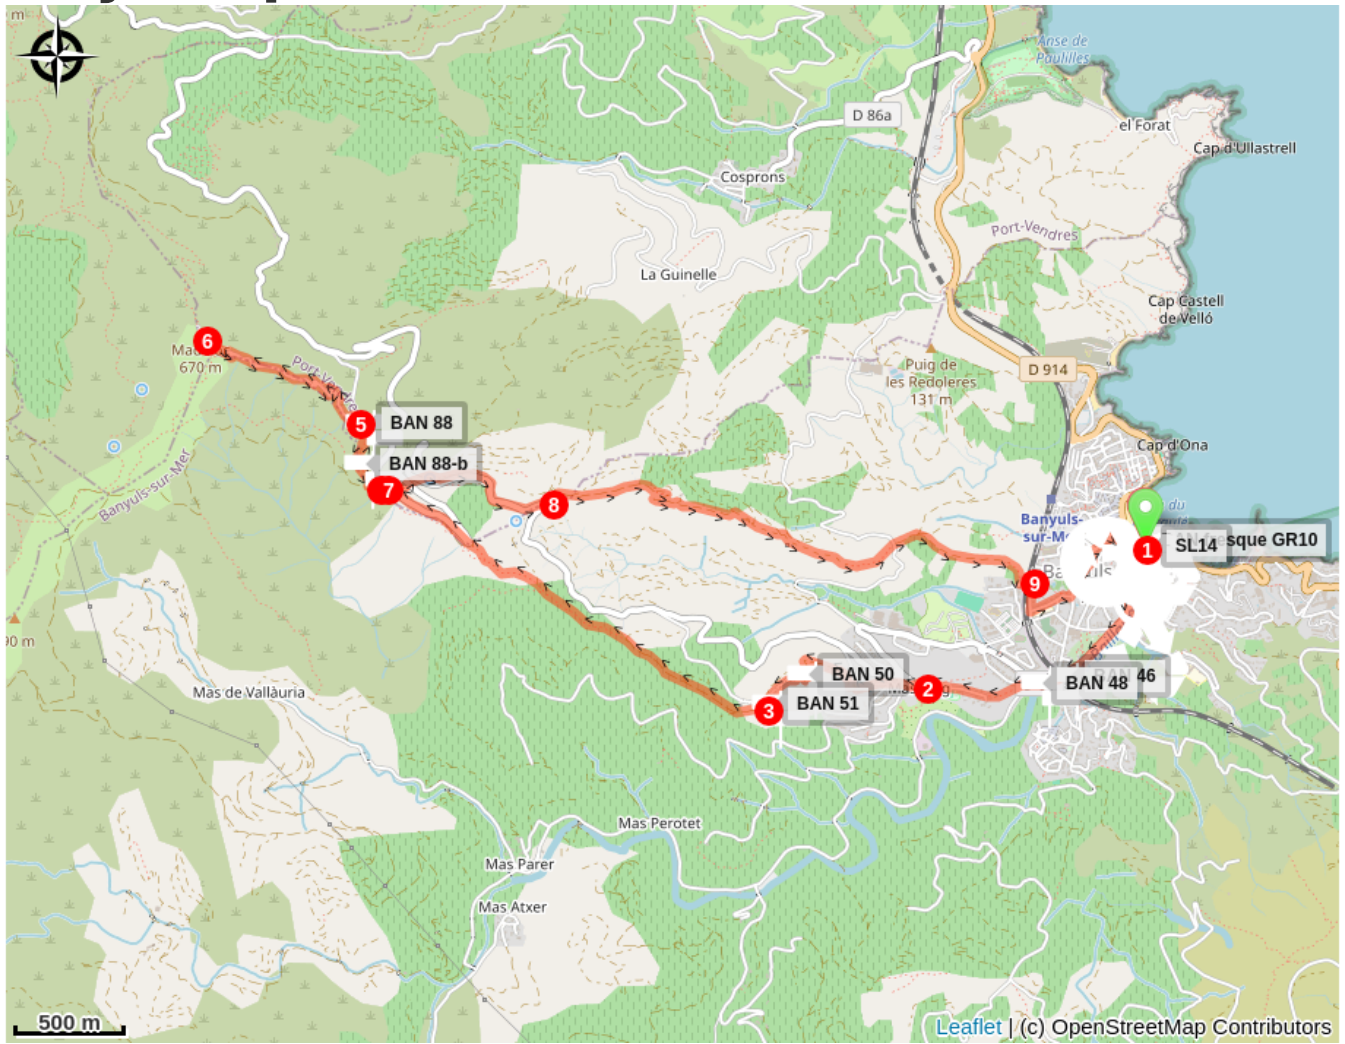 m
Anse de
Paulilles
D 86a
el Forat
Cap d'Ullastrell
Cosprons
Port-Vendres
La Guinelle
Cap Castell
de Velló
6
670 m
Puig de
les Redoleres
131 m
D 914
5
BAN 88
Cap d'Ona
BAN 88-b
7
8
Banyuls-sur-Mer
Banyuls-
1
SL14
esque GR10
9
BAN 50
2
BAN 48
46
BAN 51
3
90 m
Mas de Vallàuria
Mas Perotet
Mas Parer
Mas Atxer
500 m
Leaflet | (c) OpenStreetMap Contributors